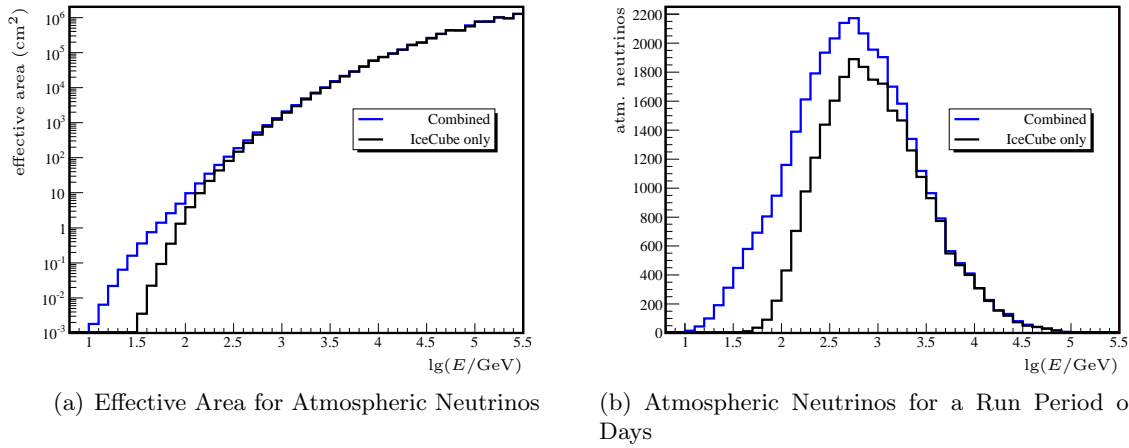 effective area (cm²)
10⁶
10⁵
10⁴
10³
10²
10
1
10⁻¹
10⁻²
10⁻³
Combined
IceCube only
1 1.5 2 2.5 3 3.5 4 4.5 5 5.5
lg(E/GeV)
(a) Effective Area for Atmospheric Neutrinos
atm. neutrinos
2200
2000
1800
1600
1400
1200
1000
800
600
400
200
0
Combined
IceCube only
1 1.5 2 2.5 3 3.5 4 4.5 5 5.5
lg(E/GeV)
(b) Atmospheric Neutrinos for a Run Period o
Days